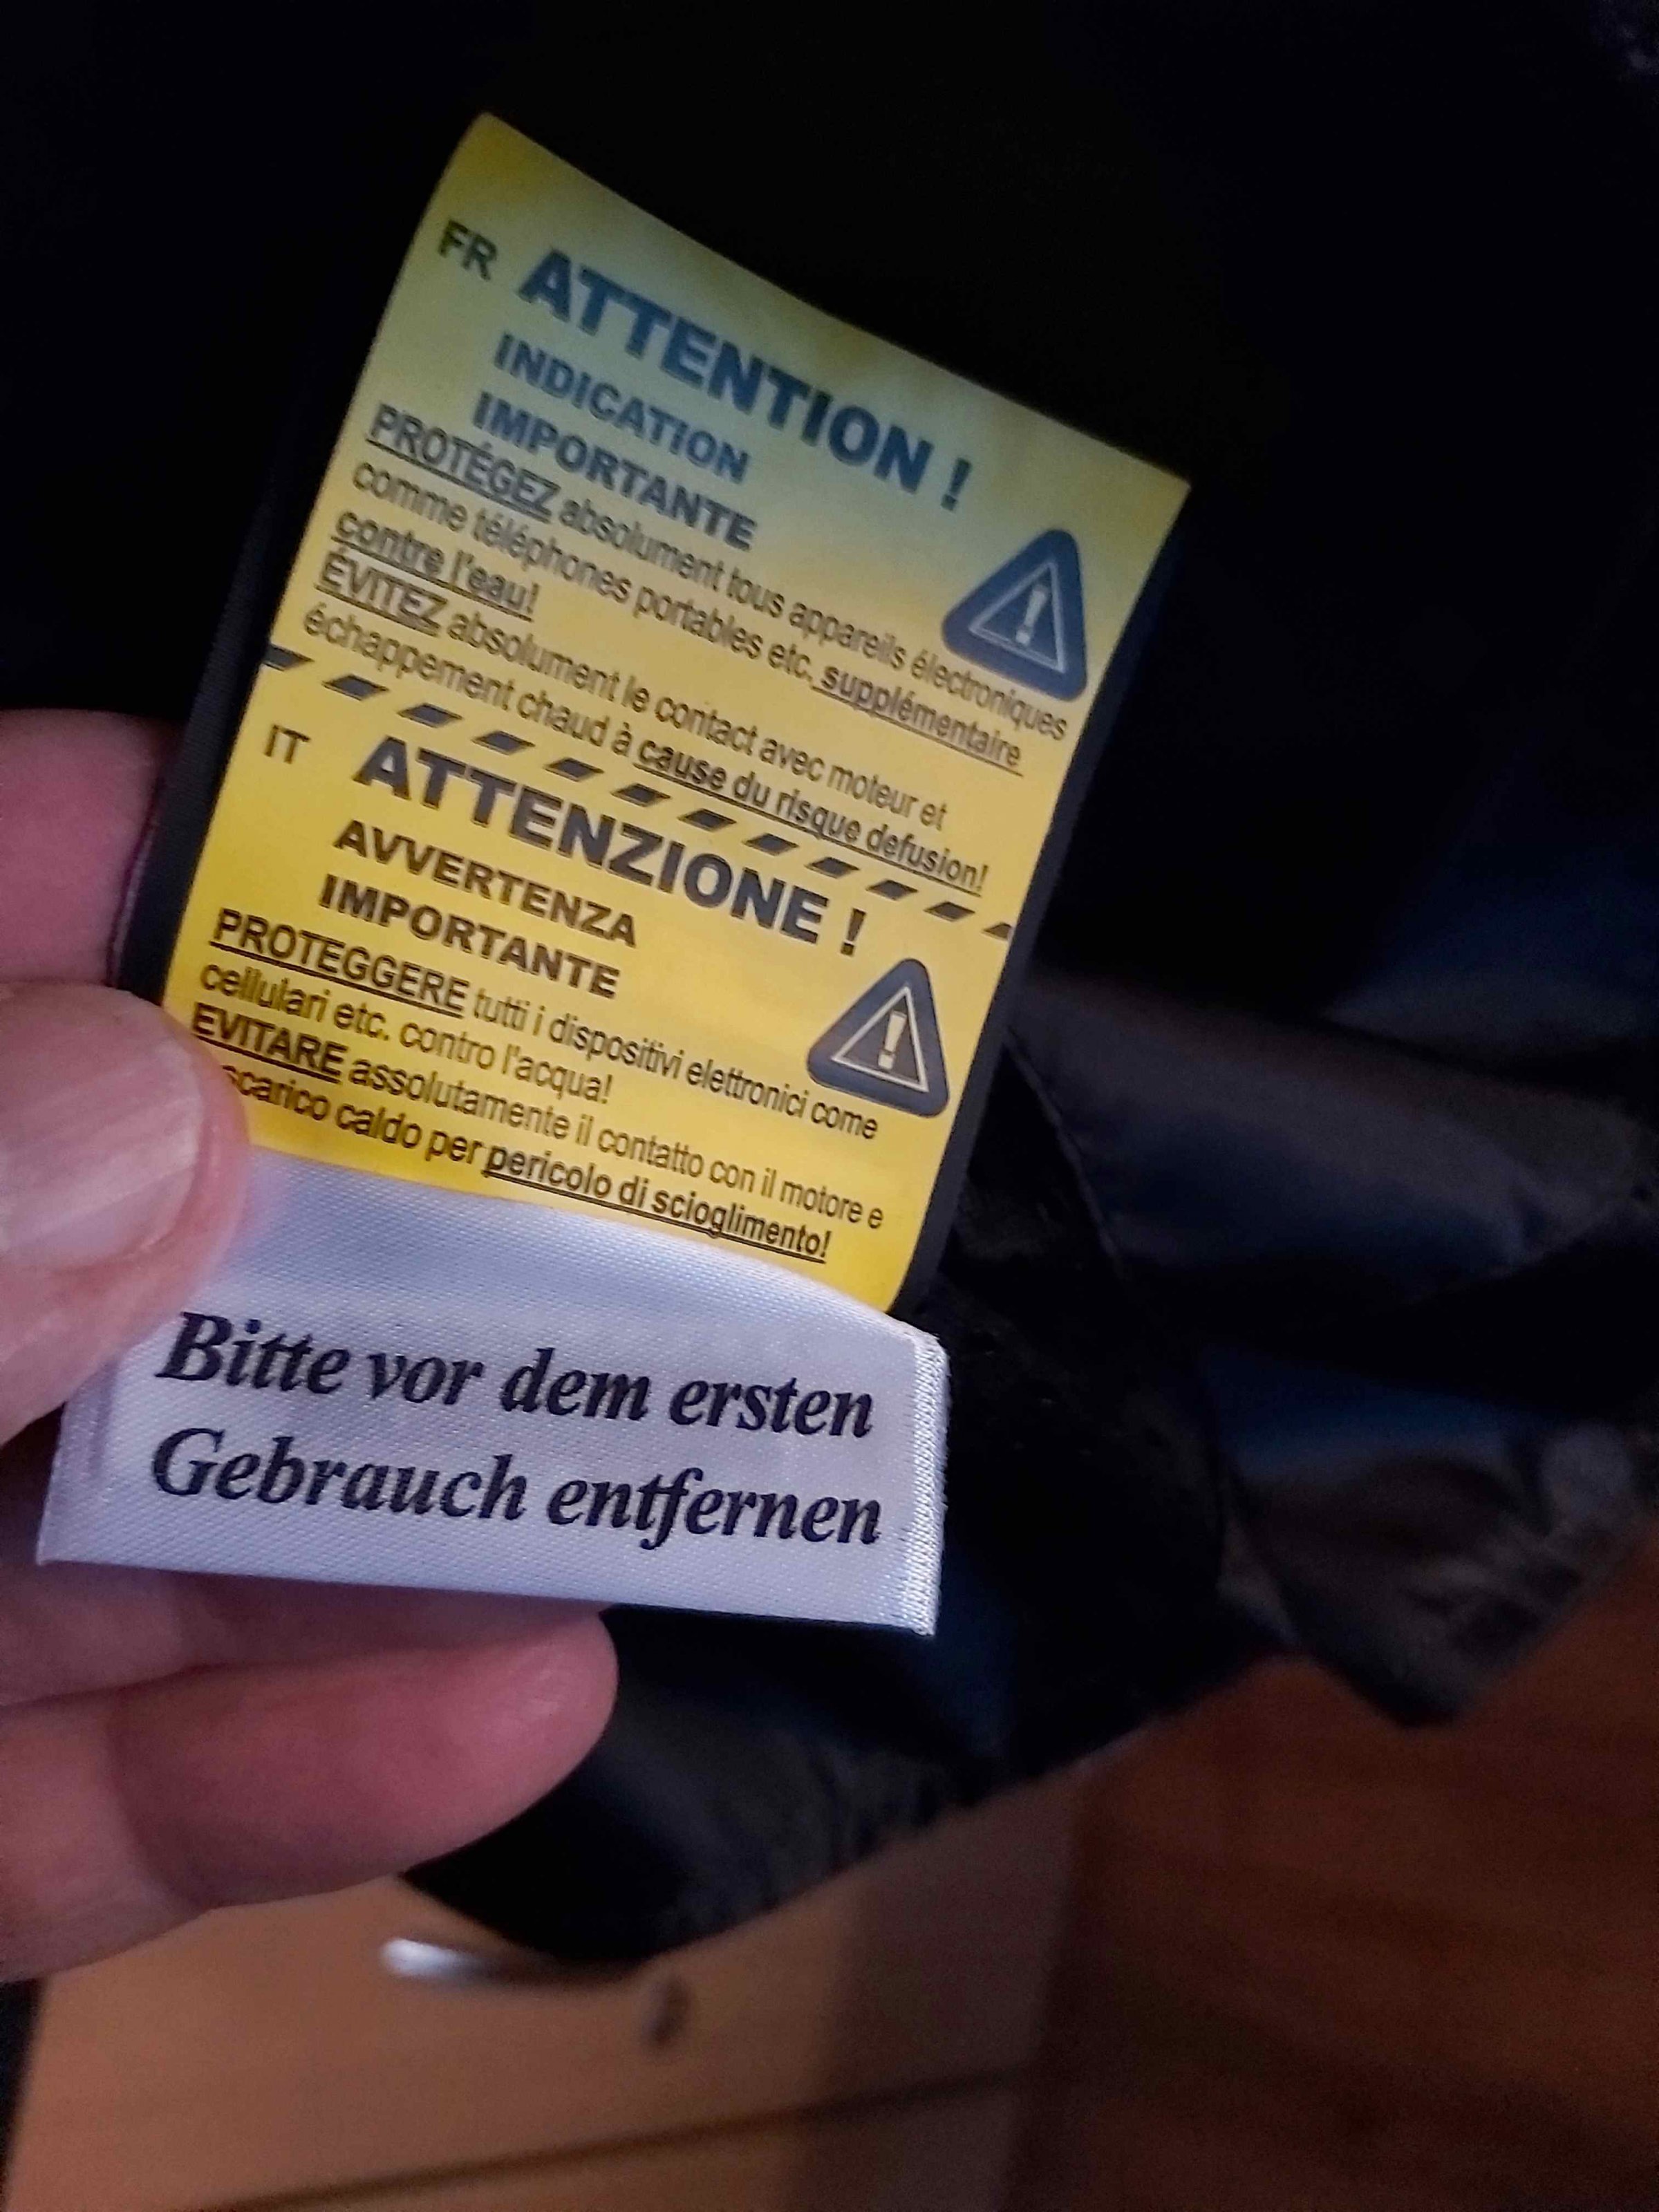 FR ATTENTION !
INDICATION
IMPORTANTE
PROTÉGEZ absolument tous appareils électroniques
comme téléphones portables etc. supplémentaire
contre l'eau!
ÉVITEZ absolument le contact avec moteur et
échappement chaud à cause du risque defusion!
IT ATTENZIONE !
AVVERTENZA
IMPORTANTE
PROTEGGERE tutti i dispositivi elettronici come
cellulari etc. contro l'acqua!
EVITARE assolutamente il contatto con il motore e
scarico caldo per pericolo di scioglimento!
Bitte vor dem ersten
Gebrauch entfernen